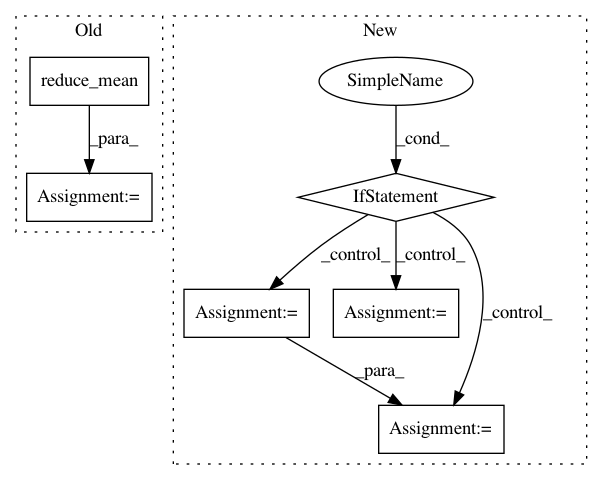 Old
New
reduce_mean
SimpleName
_para_
_cond_
Assignment:=
IfStatement
_control_
_control_
_control_
Assignment:=
Assignment:=
_para_
Assignment:=